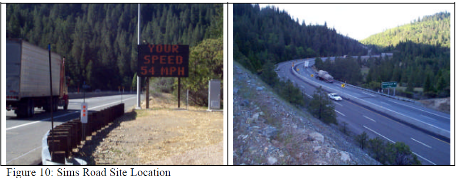 YOUR
SPEED
54 MPH
Figure 10: Sims Road Site Location